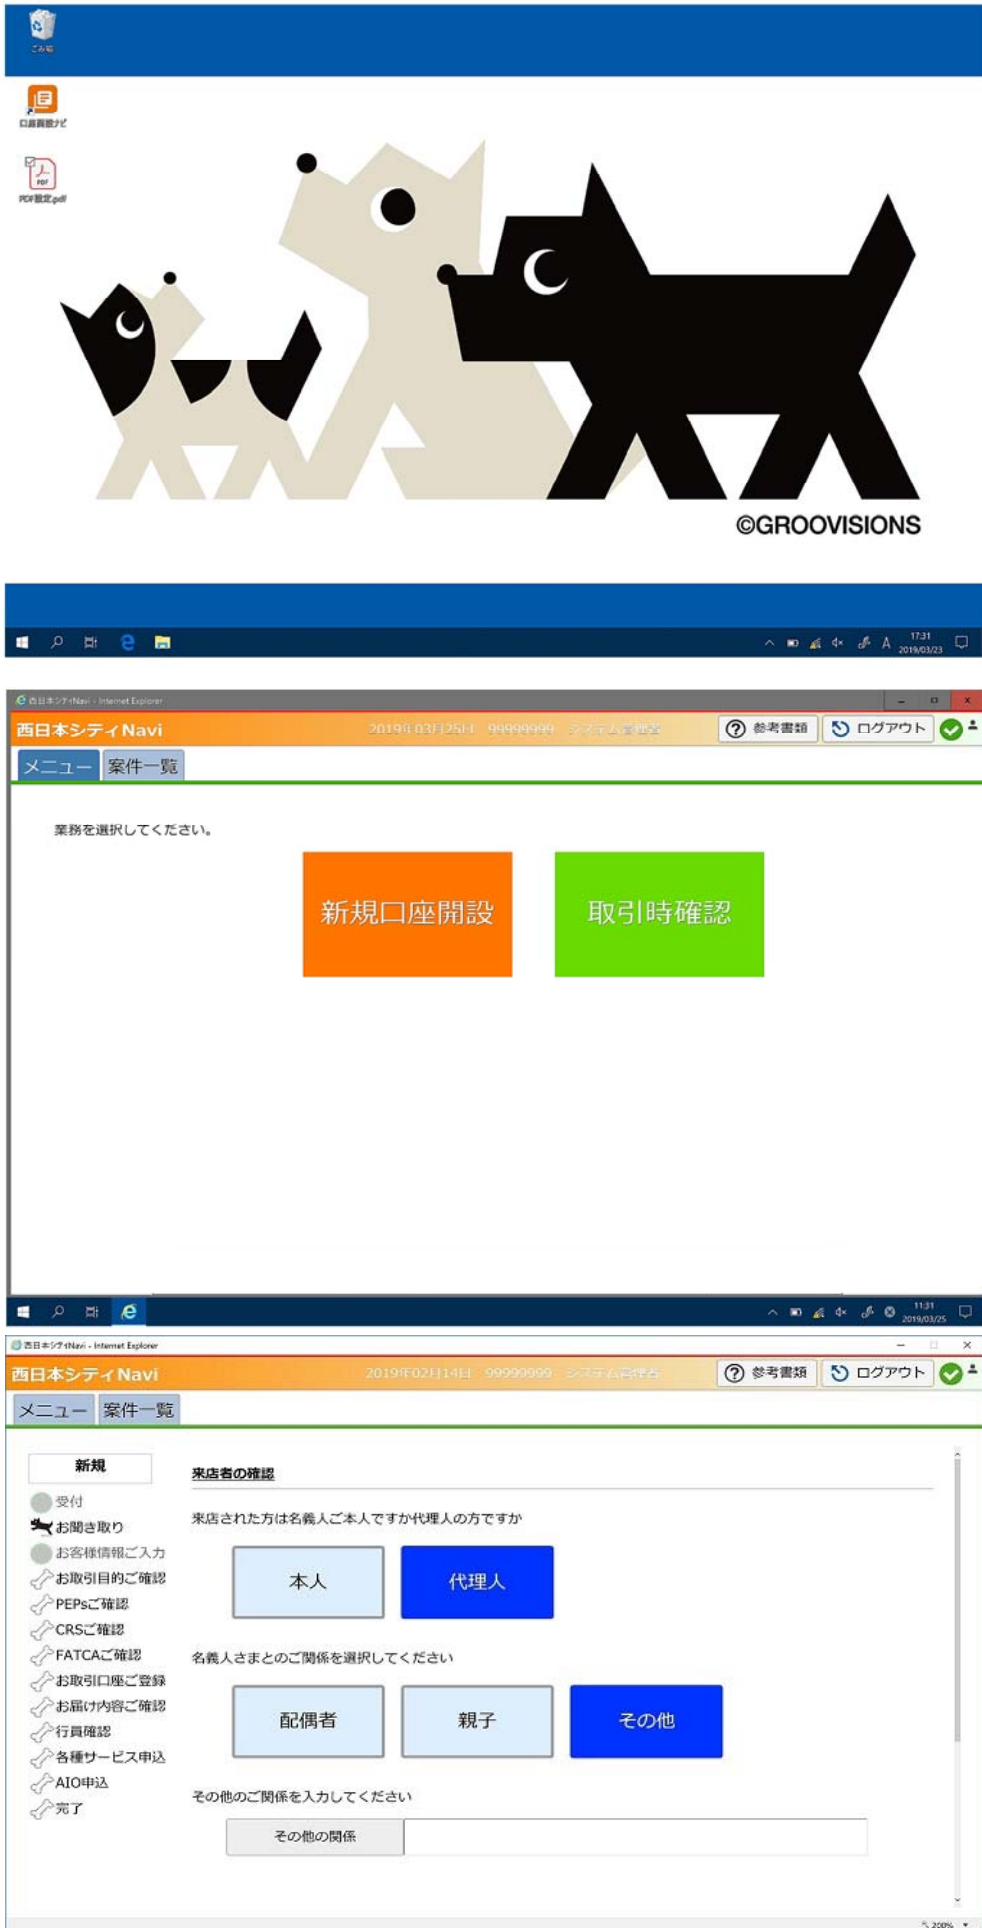 ごみ箱
口座開設ナビ
PDF
PDF設定.pdf
©GROOVISIONS
A
17:31
2019/03/23
西日本シティNavi - Internet Explorer
西日本シティNavi 2019年03月25日 99999999 システム管理者 参考書類 ログアウト
メニュー 案件一覧
業務を選択してください。
新規口座開設 取引時確認
11:31
2019/03/25
西日本シティNavi - Internet Explorer
西日本シティNavi 2019年02月14日 99999999 システム管理者 参考書類 ログアウト
メニュー 案件一覧
新規
受付
お聞き取り
お客様情報ご入力
お取引目的ご確認
PEPsご確認
CRSご確認
FATCAご確認
お取引口座ご登録
お届け内容ご確認
行員確認
各種サービス申込
AIO申込
完了
来店者の確認
来店された方は名義人ご本人ですか代理人の方ですか
本人 代理人
名義人さまとのご関係を選択してください
配偶者 親子 その他
その他のご関係を入力してください
その他の関係
200%